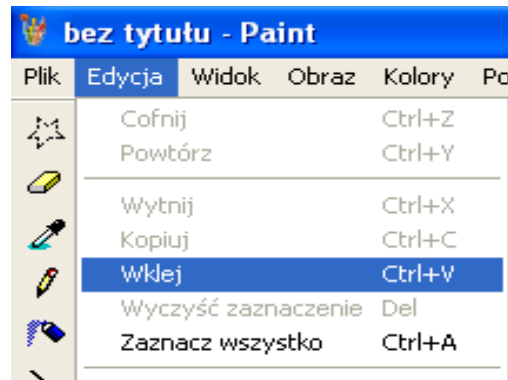 bez tytułu - Paint
Plik Edycja Widok Obraz Kolory Po
Cofnij Ctrl+Z
Powtórz Ctrl+Y
Wytnij Ctrl+X
Kopiuj Ctrl+C
Wklej Ctrl+V
Wyczyść zaznaczenie Del
Zaznacz wszystko Ctrl+A